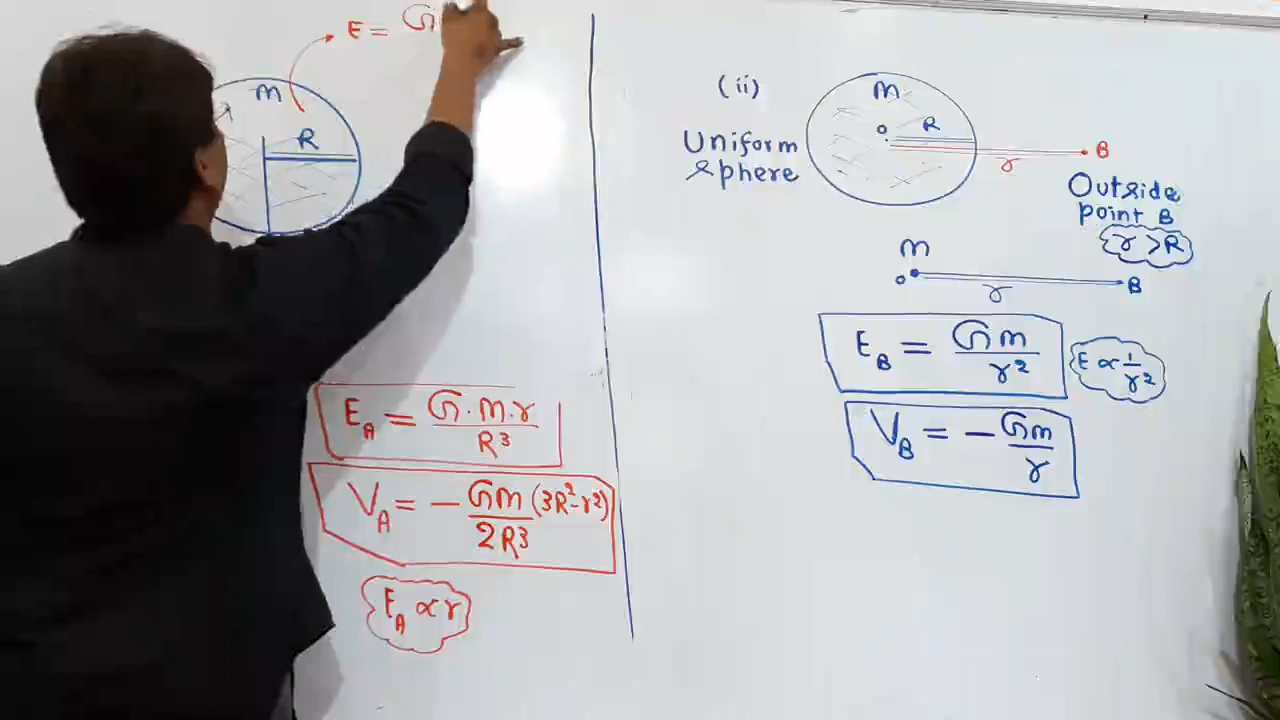 E = G
M
R
E_A = G.M.r / R³
V_A = - GM / 2R³ (3R²-r²)
E_A ∝ r
(ii)
Uniform
sphere
M
O
R
r
B
Outside
point B
r > R
M
O
r
B
E_B = GM / r²
E ∝ 1 / r²
V_B = - GM / r